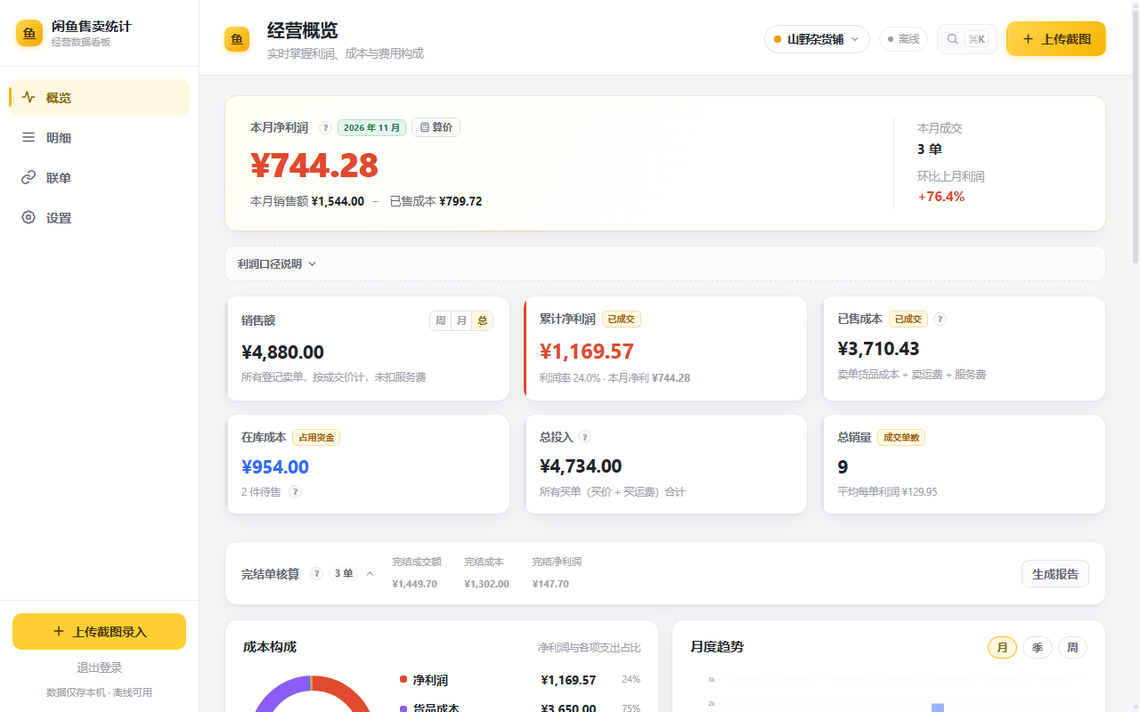 鱼
闲鱼售卖统计
经营数据看板
概览
明细
联单
设置
+ 上传截图录入
退出登录
数据仅存本机 · 离线可用
鱼
经营概览
实时掌握利润、成本与费用构成
山野杂货铺
离线
⌘K
+ 上传截图
本月净利润 ? 2026 年 11 月 算价
¥744.28
本月销售额 ¥1,544.00 − 已售成本 ¥799.72
本月成交
3 单
环比上月利润
+76.4%
利润口径说明
销售额 周 月 总
¥4,880.00
所有登记卖单，按成交价计，未扣服务费
累计净利润 已成交
¥1,169.57
利润率 24.0% · 本月净利 ¥744.28
已售成本 已成交 ?
¥3,710.43
卖单货品成本 + 卖运费 + 服务费
在库成本 占用资金
¥954.00
2 件待售 ?
总投入 ?
¥4,734.00
所有买单（买价 + 买运费）合计
总销量 成交单数
9
平均每单利润 ¥129.95
完结单核算 ? 3 单
完结成交额 完结成本 完结净利润
¥1,449.70 ¥1,302.00 ¥147.70
生成报告
成本构成 净利润与各项支出占比
净利润 ¥1,169.57 24%
货品成本 ¥3,650.00 75%
月度趋势 月 季 周
2k